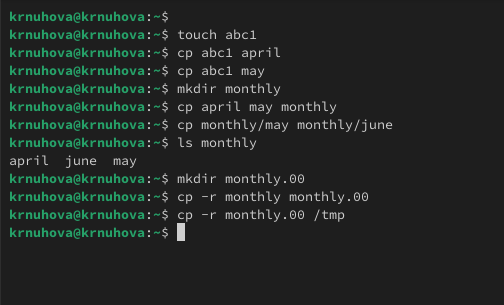 krnuhova@krnuhova:~$
krnuhova@krnuhova:~$ touch abc1
krnuhova@krnuhova:~$ cp abc1 april
krnuhova@krnuhova:~$ cp abc1 may
krnuhova@krnuhova:~$ mkdir monthly
krnuhova@krnuhova:~$ cp april may monthly
krnuhova@krnuhova:~$ cp monthly/may monthly/june
krnuhova@krnuhova:~$ ls monthly
april  june  may
krnuhova@krnuhova:~$ mkdir monthly.00
krnuhova@krnuhova:~$ cp -r monthly monthly.00
krnuhova@krnuhova:~$ cp -r monthly.00 /tmp
krnuhova@krnuhova:~$